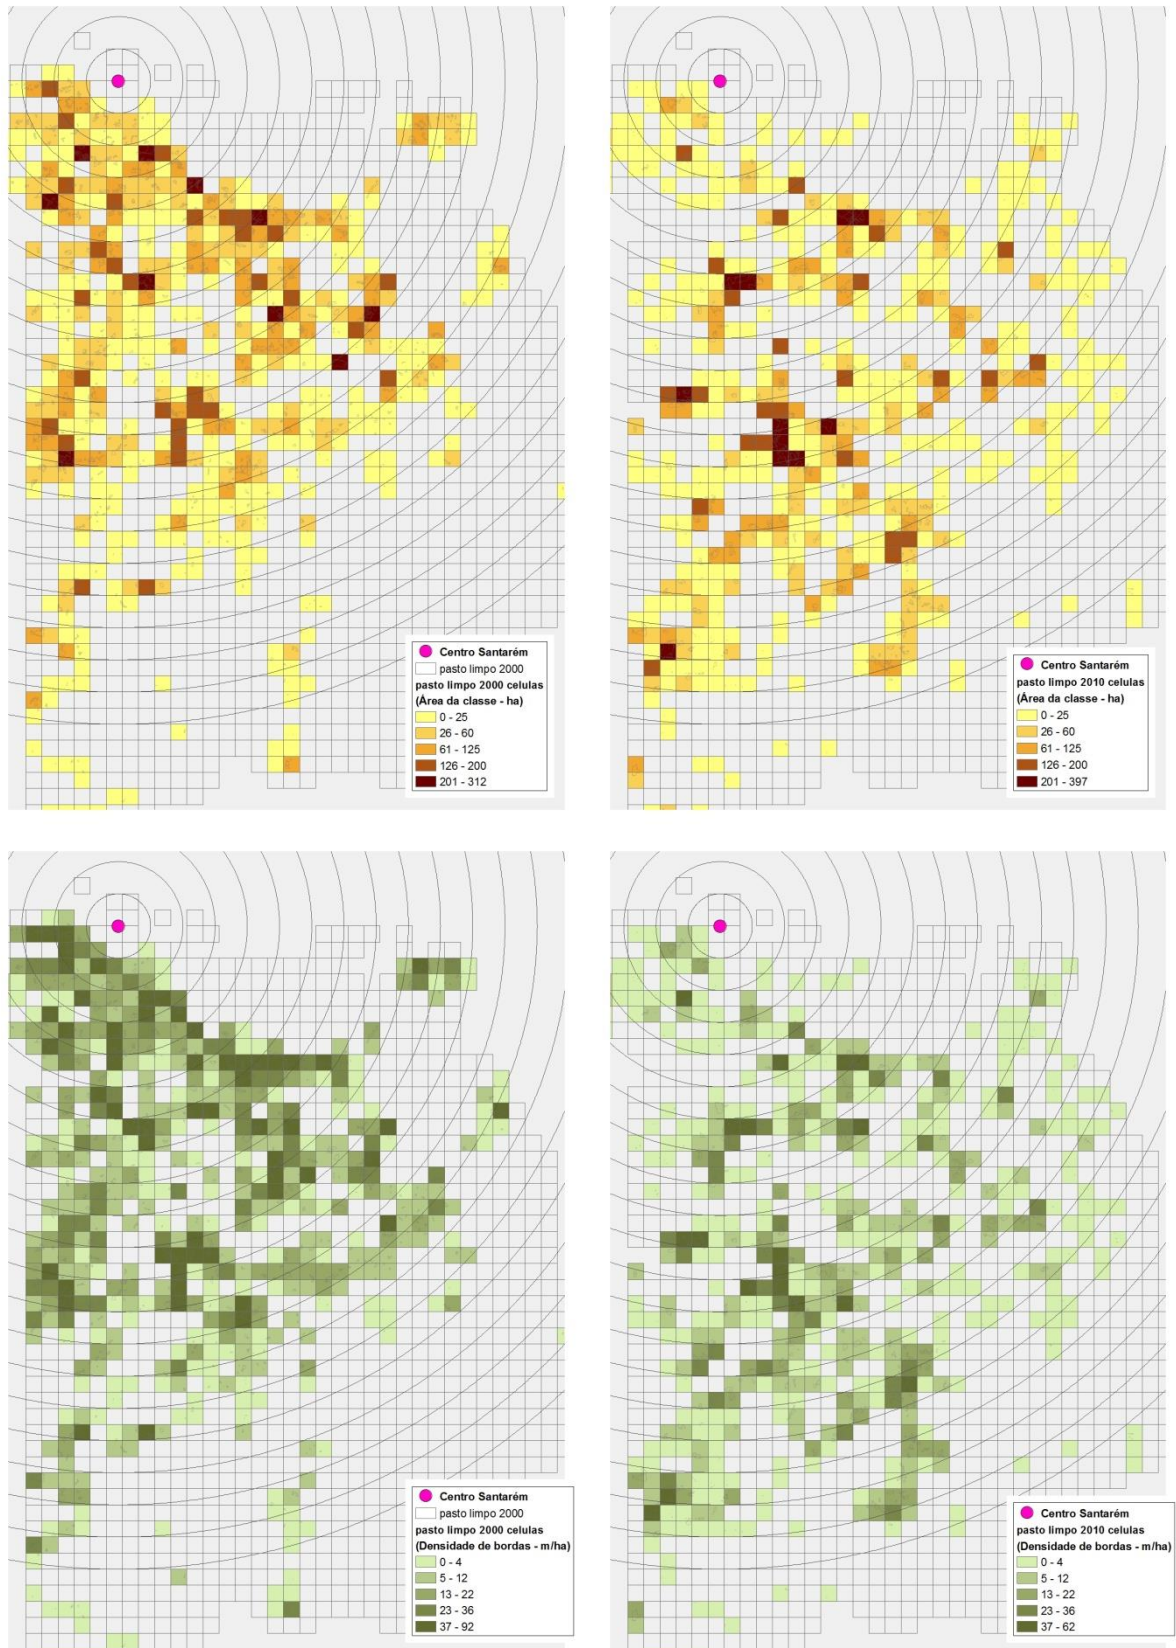 Centro Santarém
pasto limpo 2000
pasto limpo 2000 celulas
(Área da classe - ha)
0 - 25
26 - 60
61 - 125
126 - 200
201 - 312
Centro Santarém
pasto limpo 2010 celulas
(Área da classe - ha)
0 - 25
26 - 60
61 - 125
126 - 200
201 - 397
Centro Santarém
pasto limpo 2000
pasto limpo 2000 celulas
(Densidade de bordas - m/ha)
0 - 4
5 - 12
13 - 22
23 - 36
37 - 92
Centro Santarém
pasto limpo 2010 celulas
(Densidade de bordas - m/ha)
0 - 4
5 - 12
13 - 22
23 - 36
37 - 62